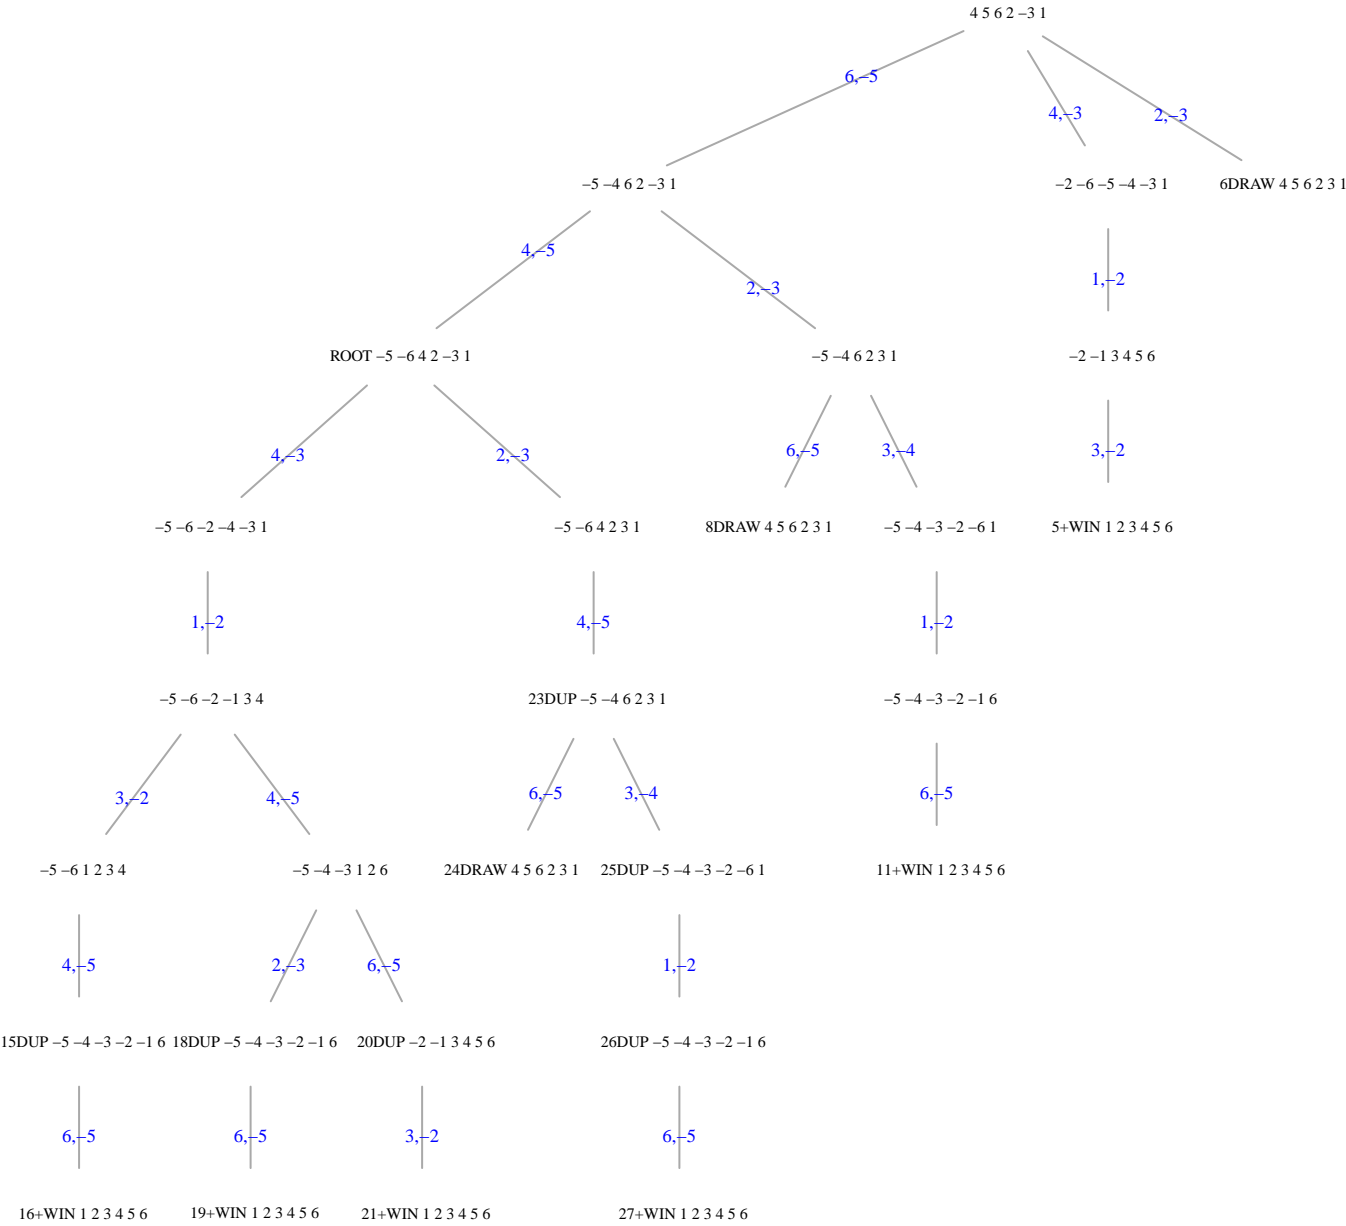 4 5 6 2 −3 1
6,−5
4,−3
2,−3
−5 −4 6 2 −3 1
−2 −6 −5 −4 −3 1
6DRAW 4 5 6 2 3 1
4,−5
2,−3
1,−2
ROOT −5 −6 4 2 −3 1
−5 −4 6 2 3 1
−2 −1 3 4 5 6
4,−3
2,−3
6,−5
3,−4
3,−2
−5 −6 −2 −4 −3 1
−5 −6 4 2 3 1
8DRAW 4 5 6 2 3 1
−5 −4 −3 −2 −6 1
5+WIN 1 2 3 4 5 6
1,−2
4,−5
1,−2
−5 −6 −2 −1 3 4
23DUP −5 −4 6 2 3 1
−5 −4 −3 −2 −1 6
3,−2
4,−5
6,−5
3,−4
6,−5
−5 −6 1 2 3 4
−5 −4 −3 1 2 6
24DRAW 4 5 6 2 3 1
25DUP −5 −4 −3 −2 −6 1
11+WIN 1 2 3 4 5 6
4,−5
2,−3
6,−5
1,−2
15DUP −5 −4 −3 −2 −1 6
18DUP −5 −4 −3 −2 −1 6
20DUP −2 −1 3 4 5 6
26DUP −5 −4 −3 −2 −1 6
6,−5
6,−5
3,−2
6,−5
16+WIN 1 2 3 4 5 6
19+WIN 1 2 3 4 5 6
21+WIN 1 2 3 4 5 6
27+WIN 1 2 3 4 5 6